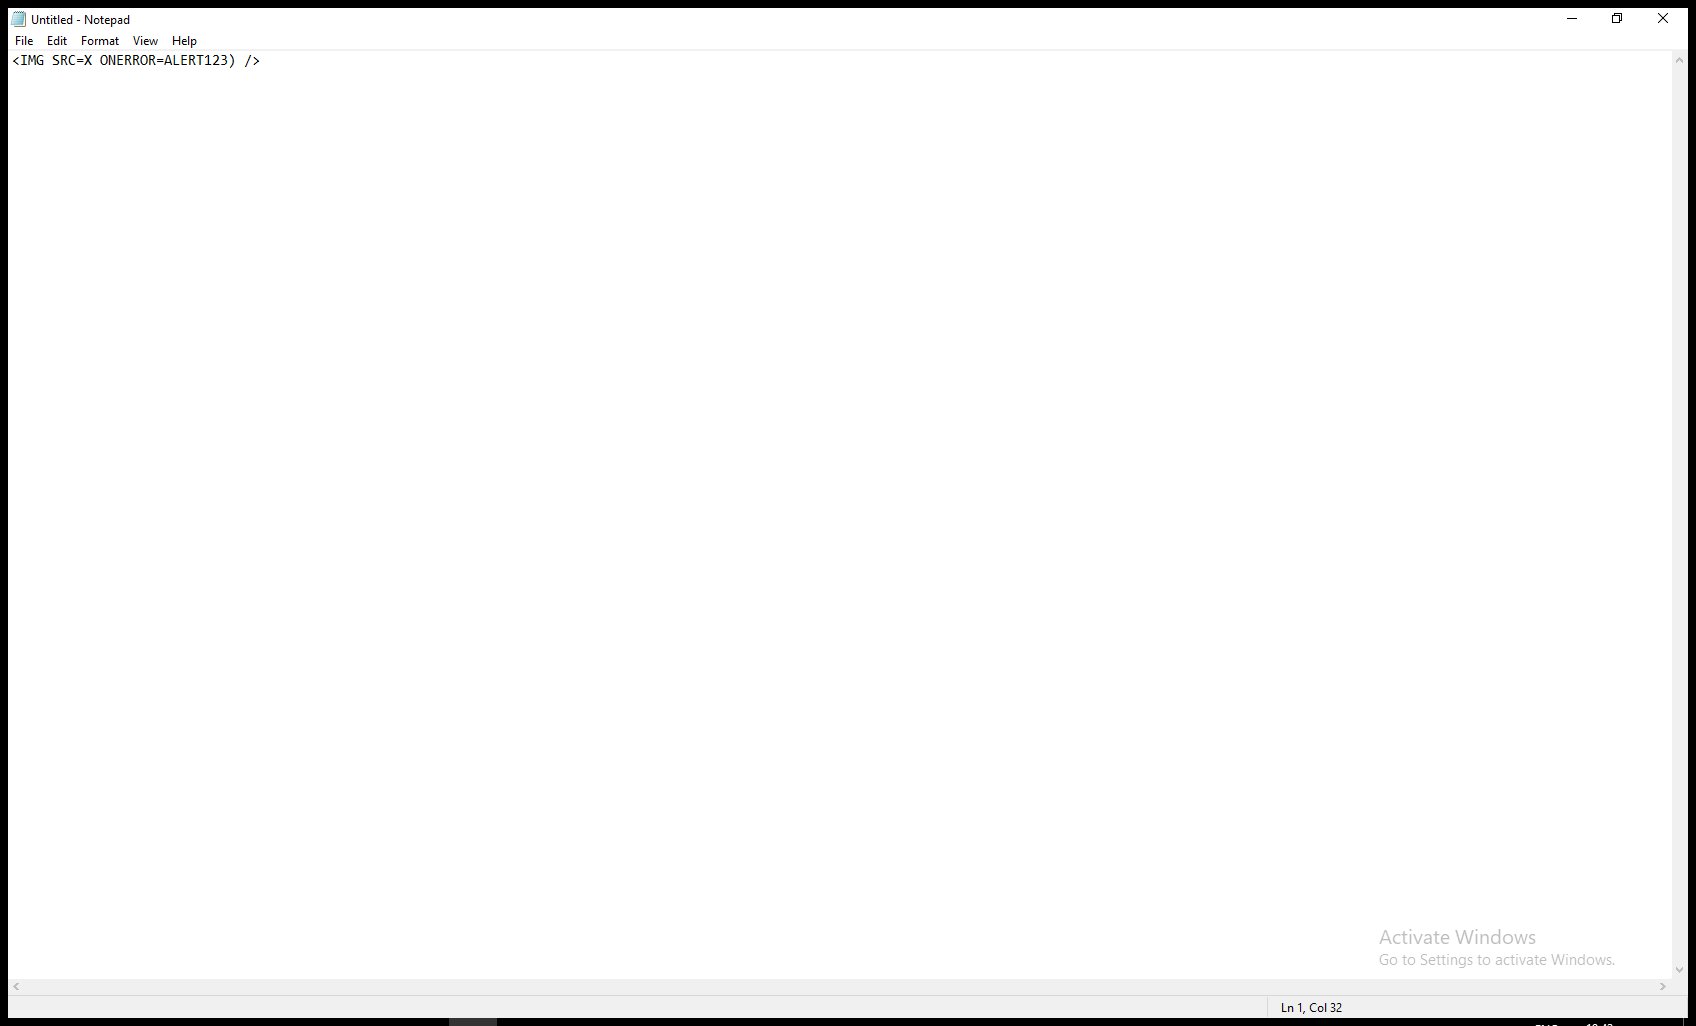 Untitled - Notepad
File Edit Format View Help
<IMG SRC=X ONERROR=ALERT123) />
Activate Windows
Go to Settings to activate Windows.
Ln 1, Col 32